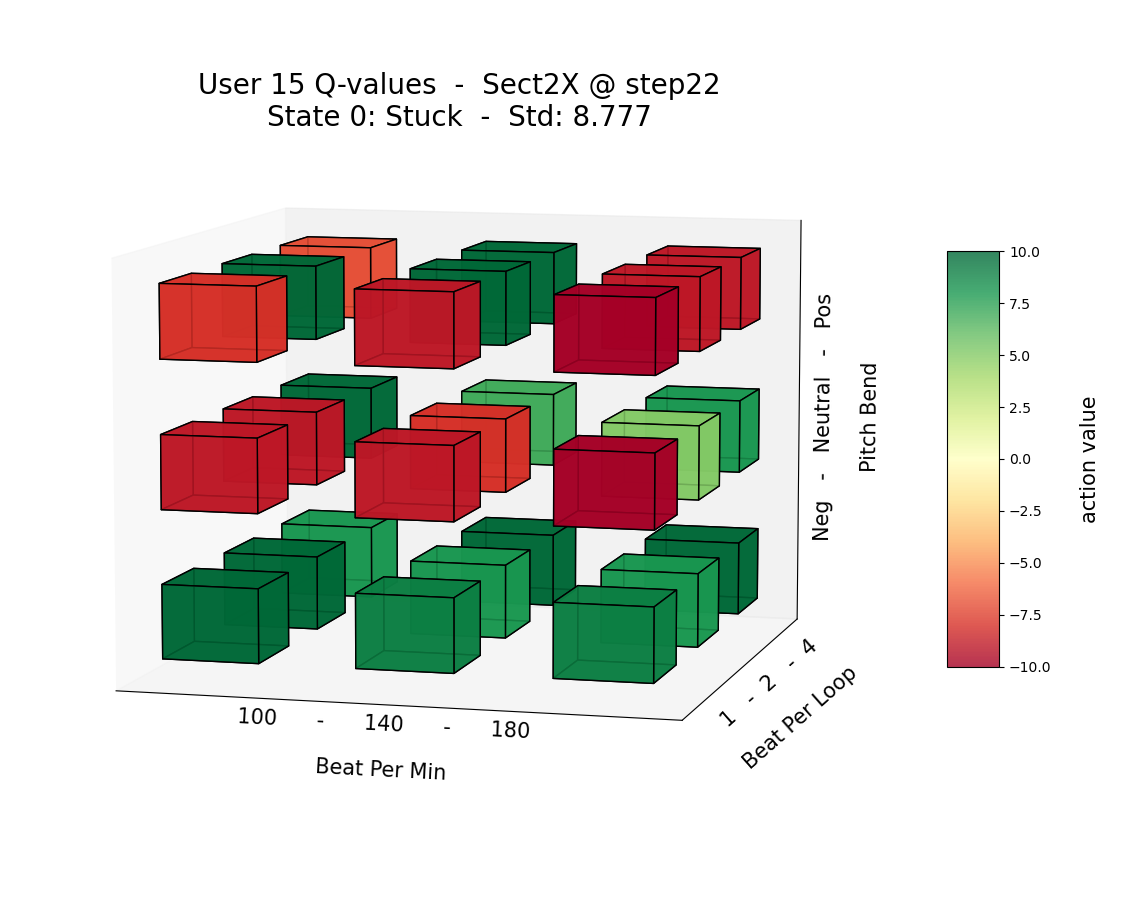 User 15 Q-values  -  Sect2X @ step22
State 0: Stuck  -  Std: 8.777
Neg   -   Neutral   -   Pos
Pitch Bend
100   -   140   -   180
Beat Per Min
1  -  2  -  4
Beat Per Loop
10.0
7.5
5.0
2.5
0.0
−2.5
−5.0
−7.5
−10.0
action value